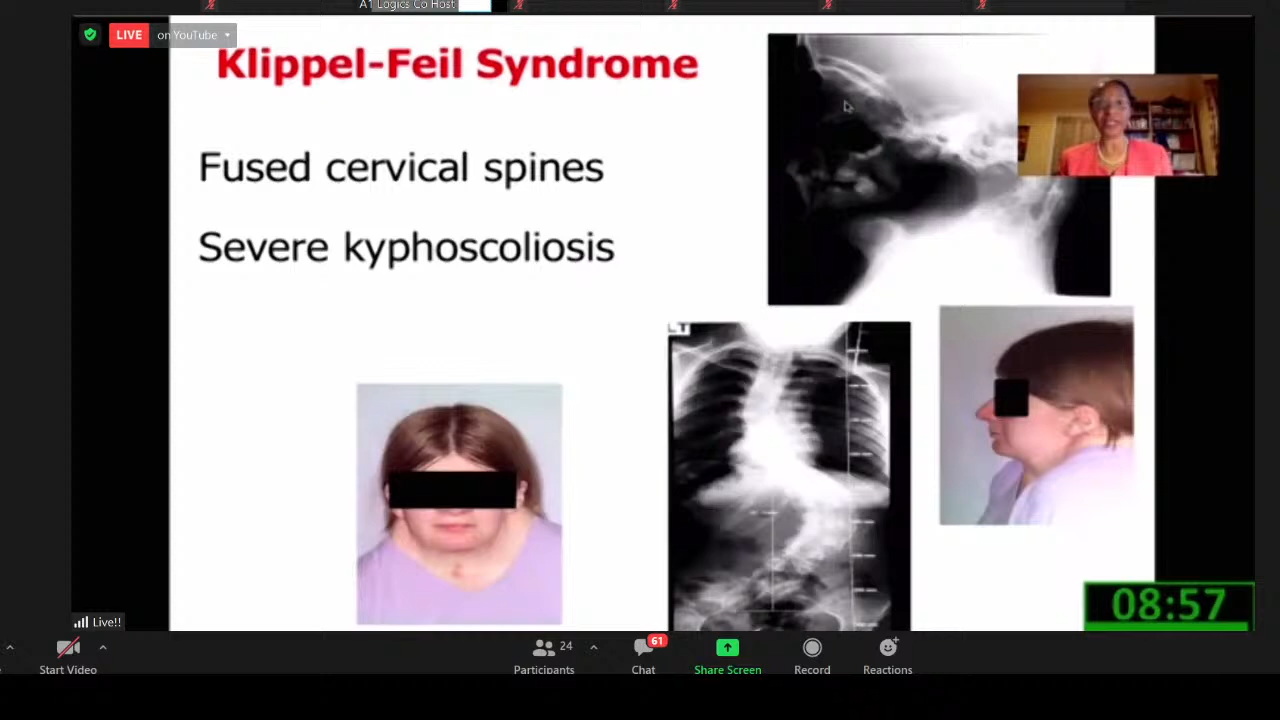 A1 Logics Co Host
LIVE on YouTube
Klippel-Feil Syndrome
Fused cervical spines
Severe kyphoscoliosis
LT
08:57
Live!!
24
61
Start Video
Participants
Chat
Share Screen
Record
Reactions